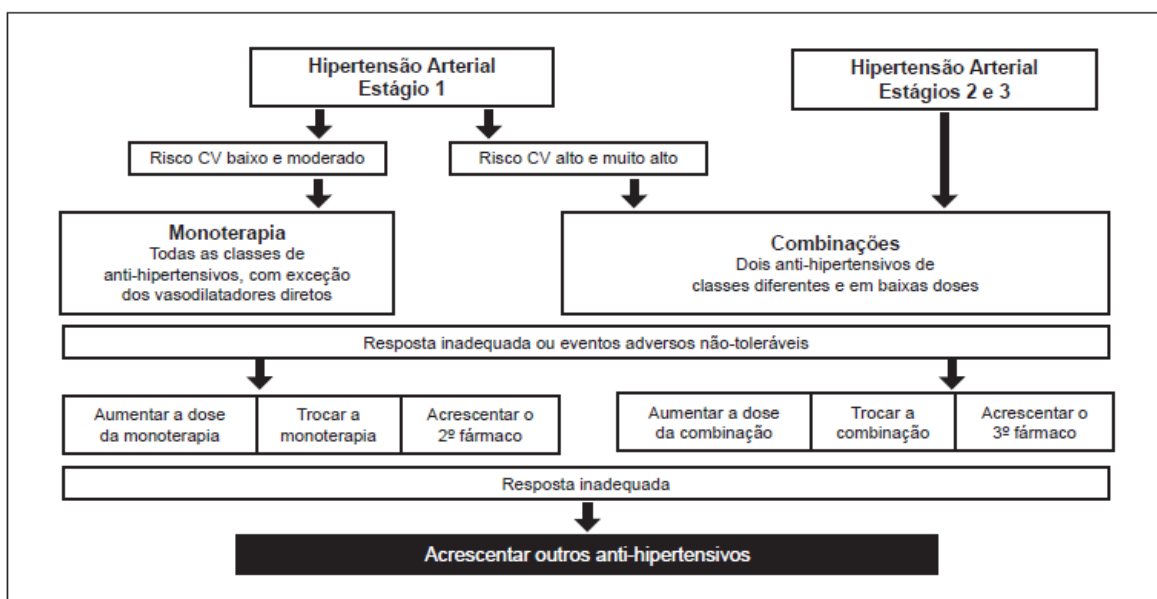 Hipertensão Arterial
Estágio 1
Hipertensão Arterial
Estágios 2 e 3
Risco CV baixo e moderado
Risco CV alto e muito alto
Monoterapia
Todas as classes de
anti-hipertensivos, com exceção
dos vasodilatadores diretos
Combinações
Dois anti-hipertensivos de
classes diferentes e em baixas doses
Resposta inadequada ou eventos adversos não-toleráveis
Aumentar a dose
da monoterapia
Trocar a
monoterapia
Acrescentar o
2º fármaco
Aumentar a dose
da combinação
Trocar a
combinação
Acrescentar o
3º fármaco
Resposta inadequada
Acrescentar outros anti-hipertensivos